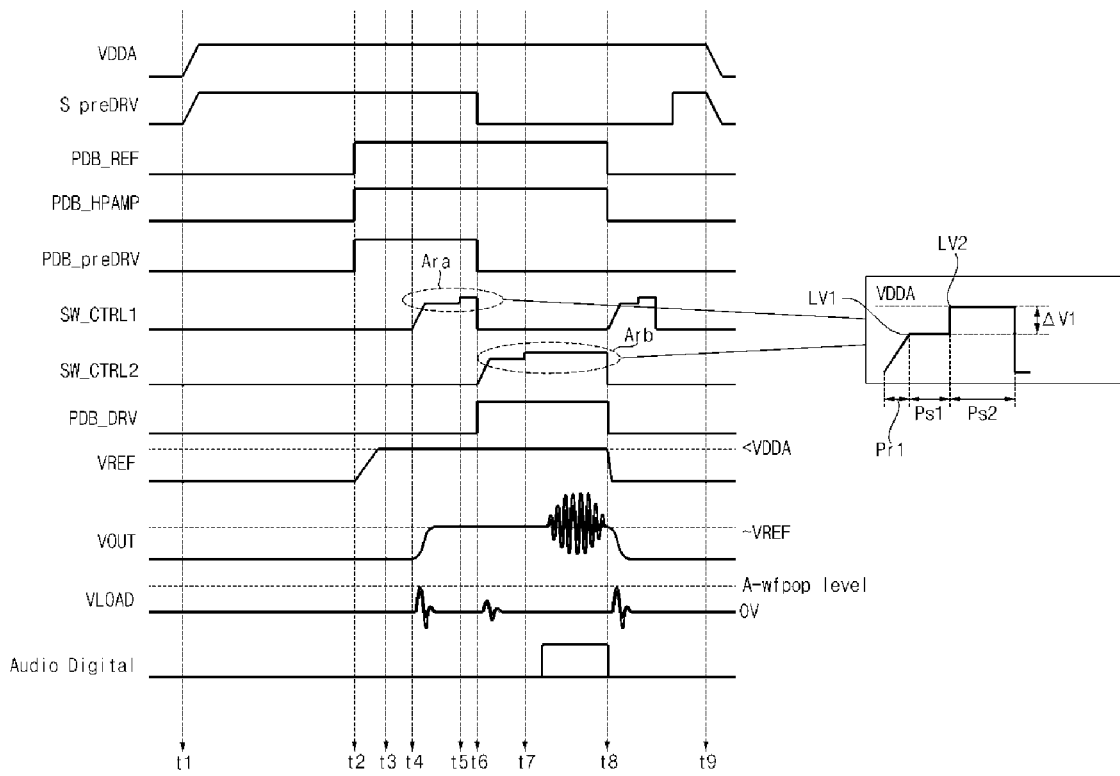 VDDA
S preDRV
PDB_REF
PDB_HPAMP
PDB_preDRV
Ara
SW_CTRL1
Arb
SW_CTRL2
PDB_DRV
VREF
<VDDA
VOUT
~VREF
A-wfpop level
VLOAD
0V
Audio Digital
t1
t2
t3
t4
t5
t6
t7
t8
t9
LV2
LV1
VDDA
ΔV1
Ps1
Ps2
Pr1